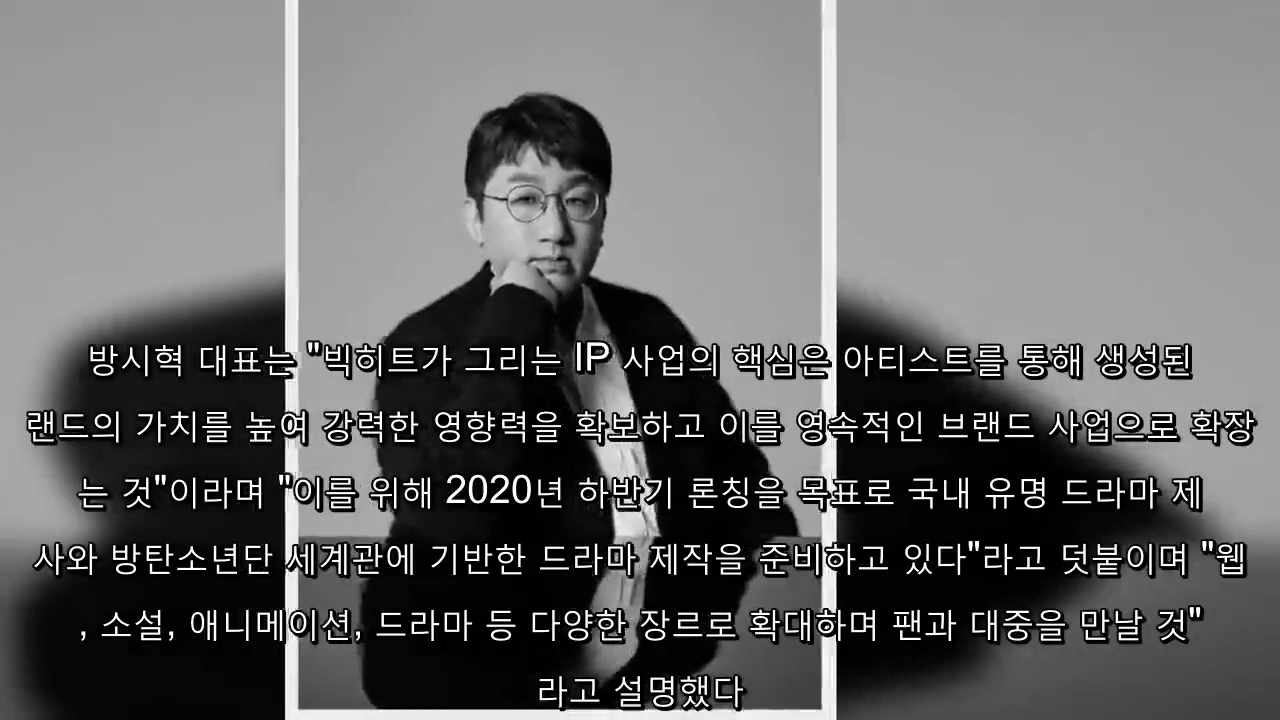 방시혁 대표는 "빅히트가 그리는 IP 사업의 핵심은 아티스트를 통해 생성된
랜드의 가치를 높여 강력한 영향력을 확보하고 이를 영속적인 브랜드 사업으로 확장
는 것"이라며 "이를 위해 2020년 하반기 론칭을 목표로 국내 유명 드라마 제
사와 방탄소년단 세계관에 기반한 드라마 제작을 준비하고 있다"라고 덧붙이며 "웹
, 소설, 애니메이션, 드라마 등 다양한 장르로 확대하며 팬과 대중을 만날 것"
라고 설명했다